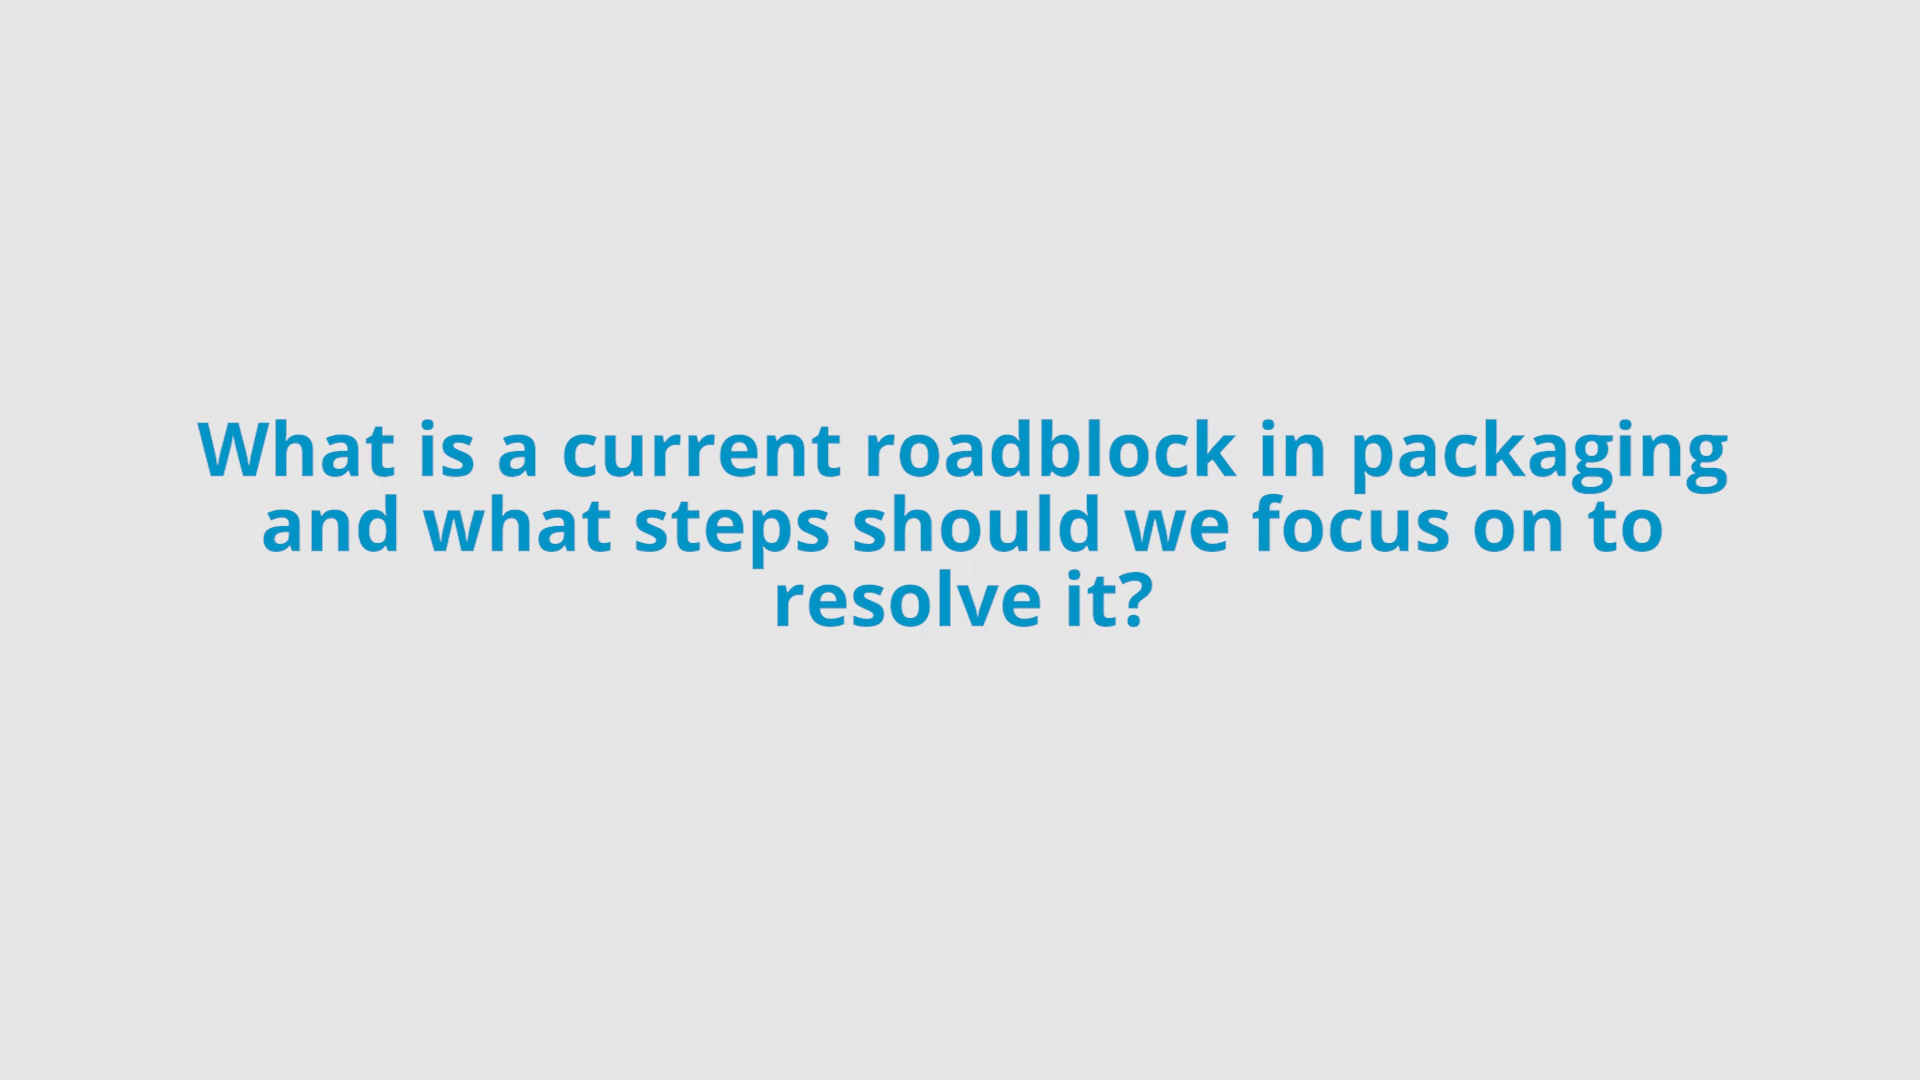 What is a current roadblock in packaging
and what steps should we focus on to
resolve it?